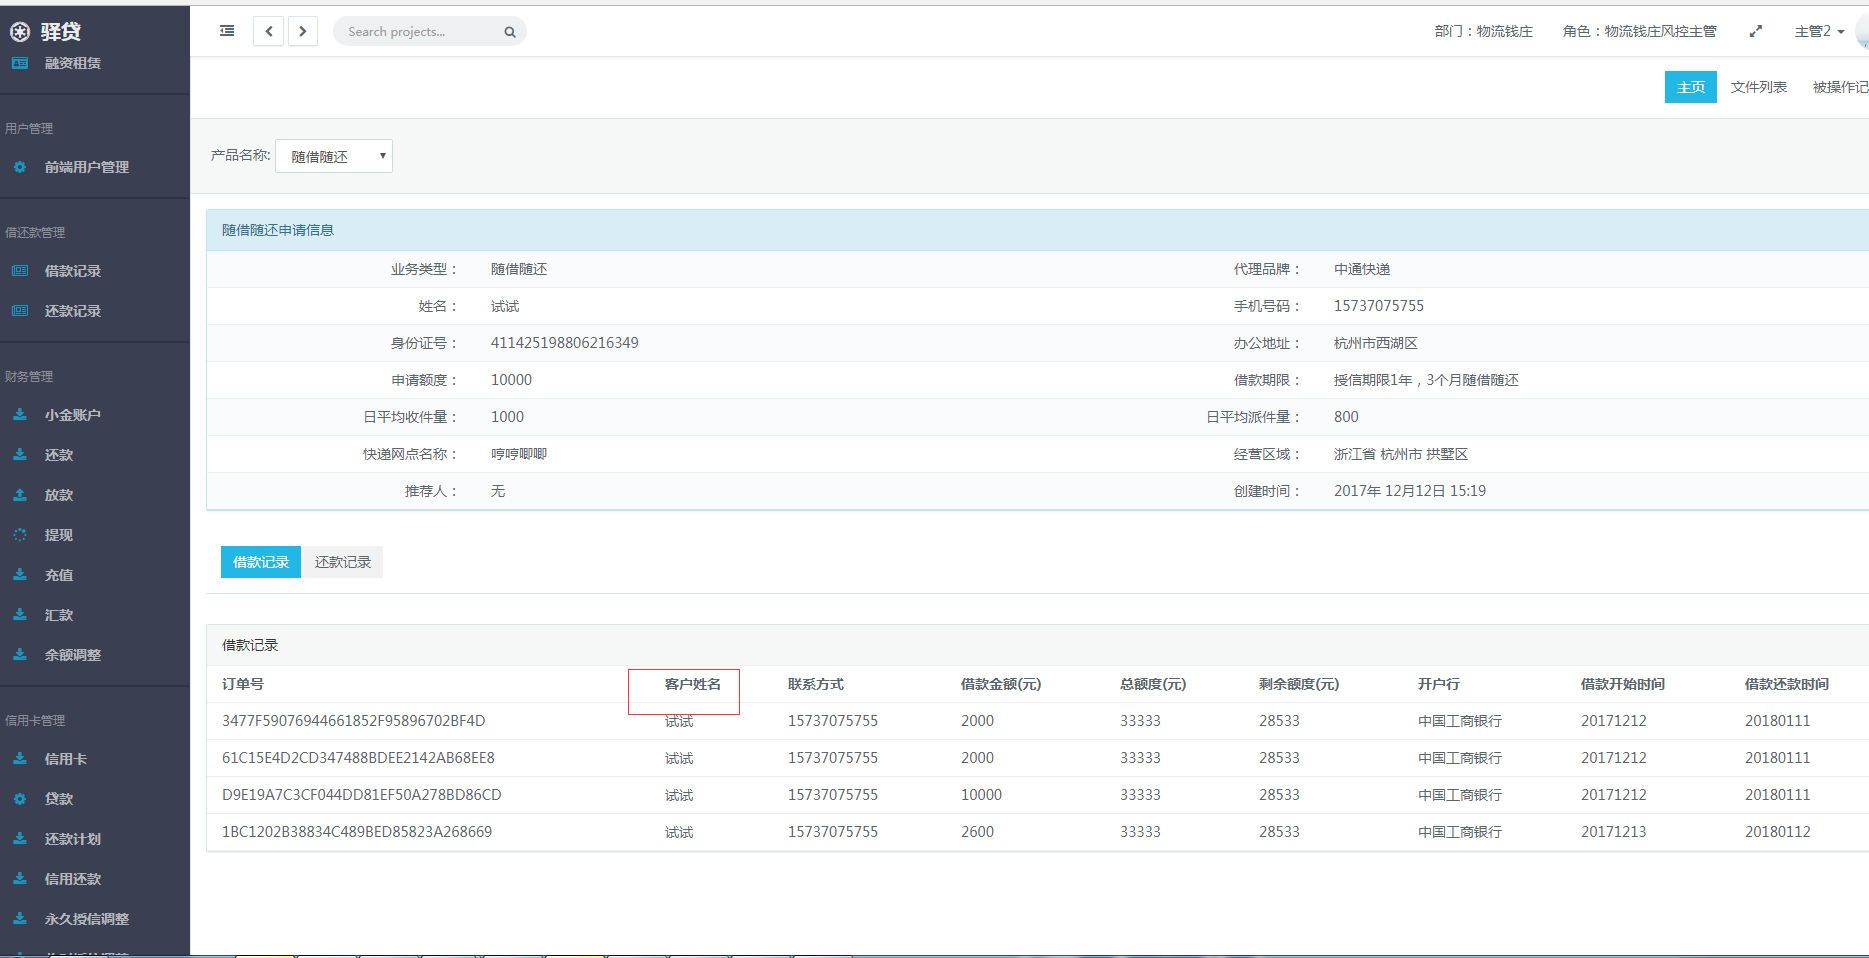 驿贷
融资租赁
用户管理
前端用户管理
借还款管理
借款记录
还款记录
财务管理
小金账户
还款
放款
提现
充值
汇款
余额调整
信用卡管理
信用卡
贷款
还款计划
信用还款
永久授信调整
Search projects...
部门：物流钱庄 角色：物流钱庄风控主管 主管2
主页 文件列表 被操作记
产品名称: 随借随还
随借随还申请信息
业务类型： 随借随还 代理品牌： 中通快递
姓名： 试试 手机号码： 15737075755
身份证号： 411425198806216349 办公地址： 杭州市西湖区
申请额度： 10000 借款期限： 授信期限1年，3个月随借随还
日平均收件量： 1000 日平均派件量： 800
快递网点名称： 哼哼唧唧 经营区域： 浙江省 杭州市 拱墅区
推荐人： 无 创建时间： 2017年 12月12日 15:19
借款记录 还款记录
借款记录
订单号 客户姓名 联系方式 借款金额(元) 总额度(元) 剩余额度(元) 开户行 借款开始时间 借款还款时间
3477F59076944661852F95896702BF4D 试试 15737075755 2000 33333 28533 中国工商银行 20171212 20180111
61C15E4D2CD347488BDEE2142AB68EE8 试试 15737075755 2000 33333 28533 中国工商银行 20171212 20180111
D9E19A7C3CF044DD81EF50A278BD86CD 试试 15737075755 10000 33333 28533 中国工商银行 20171212 20180111
1BC1202B38834C489BED85823A268669 试试 15737075755 2600 33333 28533 中国工商银行 20171213 20180112